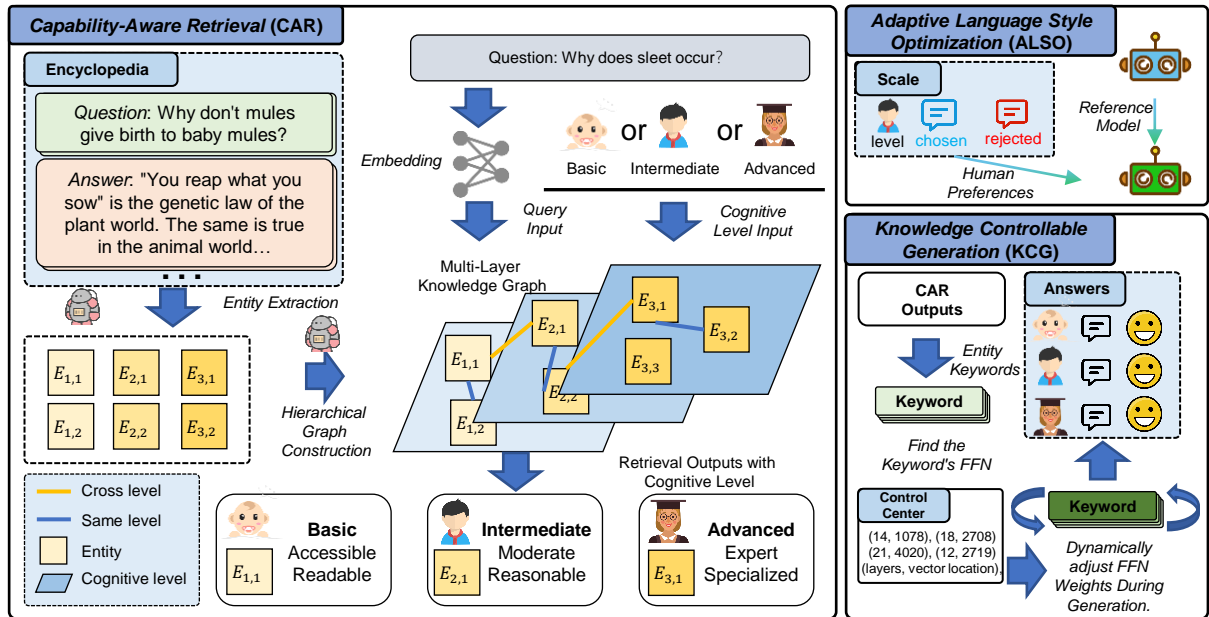 Capability-Aware Retrieval (CAR)
Encyclopedia
Question: Why don't mules
give birth to baby mules?
Answer: "You reap what you
sow" is the genetic law of the
plant world. The same is true
in the animal world…
...
Entity Extraction
E1,1
E2,1
E3,1
E1,2
E2,2
E3,2
Hierarchical
Graph
Construction
Cross level
Same level
Entity
Cognitive level
Question: Why does sleet occur?
Embedding
or
or
Basic
Intermediate
Advanced
Query
Input
Cognitive
Level Input
Multi-Layer
Knowledge Graph
E1,1
E1,2
E2,1
E2,2
E3,1
E3,2
E3,3
Retrieval Outputs with
Cognitive Level
Basic
Accessible
Readable
E1,1
Intermediate
Moderate
Reasonable
E2,1
Advanced
Expert
Specialized
E3,1
Adaptive Language Style
Optimization (ALSO)
Scale
level
chosen
rejected
Reference
Model
Human
Preferences
Knowledge Controllable
Generation (KCG)
CAR
Outputs
Answers
Entity
Keywords
Keyword
Find the
Keyword's FFN
Control
Center
(14, 1078), (18, 2708)
(21, 4020), (12, 2719)
(layers, vector location),
Keyword
Dynamically
adjust FFN
Weights During
Generation.